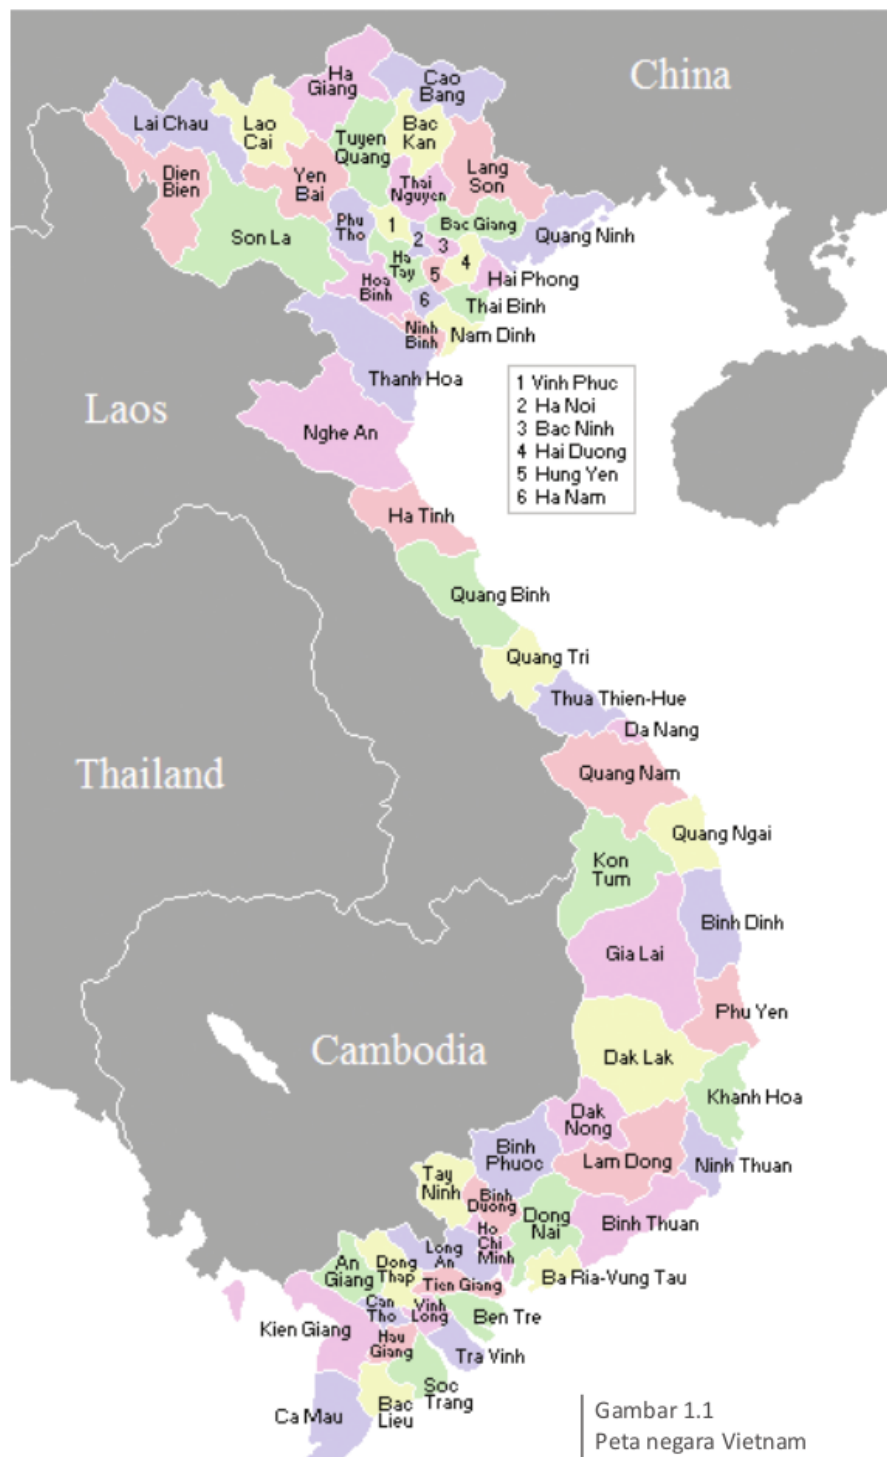 China
Ha
Giang
Cao
Bang
Lai Chau
Lao
Cai
Tuyen
Quang
Bac
Kan
Dien
Bien
Yen
Bai
Thai
Nguyen
Lang
Son
Son La
Phu
Tho
1
2
3
4
5
6
Bac Giang
Quang Ninh
Ha
Tay
Hoa
Binh
Hai Phong
Thai Binh
Ninh
Binh
Nam Dinh
Thanh Hoa
1 Vinh Phuc
2 Ha Noi
3 Bac Ninh
4 Hai Duong
5 Hung Yen
6 Ha Nam
Laos
Nghe An
Ha Tinh
Quang Binh
Quang Tri
Thua Thien-Hue
Da Nang
Thailand
Quang Nam
Quang Ngai
Kon
Tum
Binh Dinh
Gia Lai
Phu Yen
Cambodia
Dak Lak
Khanh Hoa
Dak
Nong
Binh
Phuoc
Lam Dong
Ninh Thuan
Tay
Ninh
Binh
Duong
Dong
Nai
Binh Thuan
Ho
Chi
Minh
Long
An
An
Giang
Dong
Thap
Tien Giang
Ba Ria-Vung Tau
Can
Tho
Vinh
Long
Ben Tre
Kien Giang
Hau
Giang
Tra Vinh
Soc
Trang
Bac
Lieu
Ca Mau
Gambar 1.1
Peta negara Vietnam